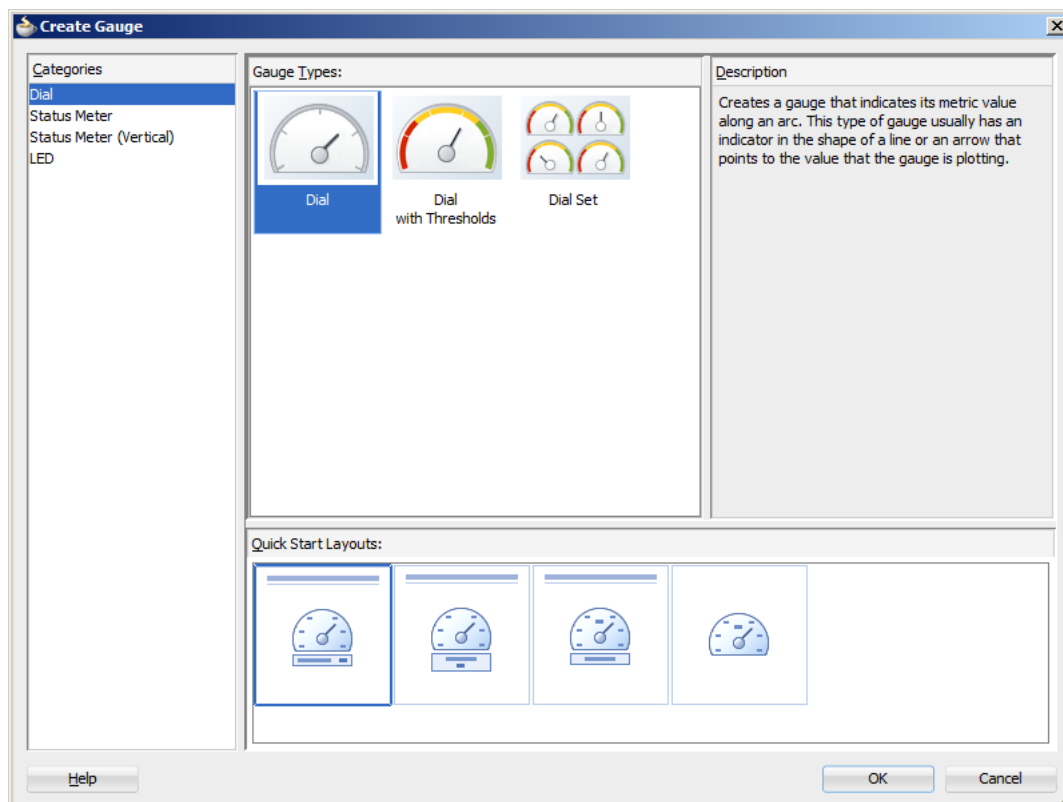 Create Gauge
Categories
Dial
Status Meter
Status Meter (Vertical)
LED
Gauge Types:
Dial
Dial
with Thresholds
Dial Set
Description
Creates a gauge that indicates its metric value
along an arc. This type of gauge usually has an
indicator in the shape of a line or an arrow that
points to the value that the gauge is plotting.
Quick Start Layouts:
Help
OK
Cancel